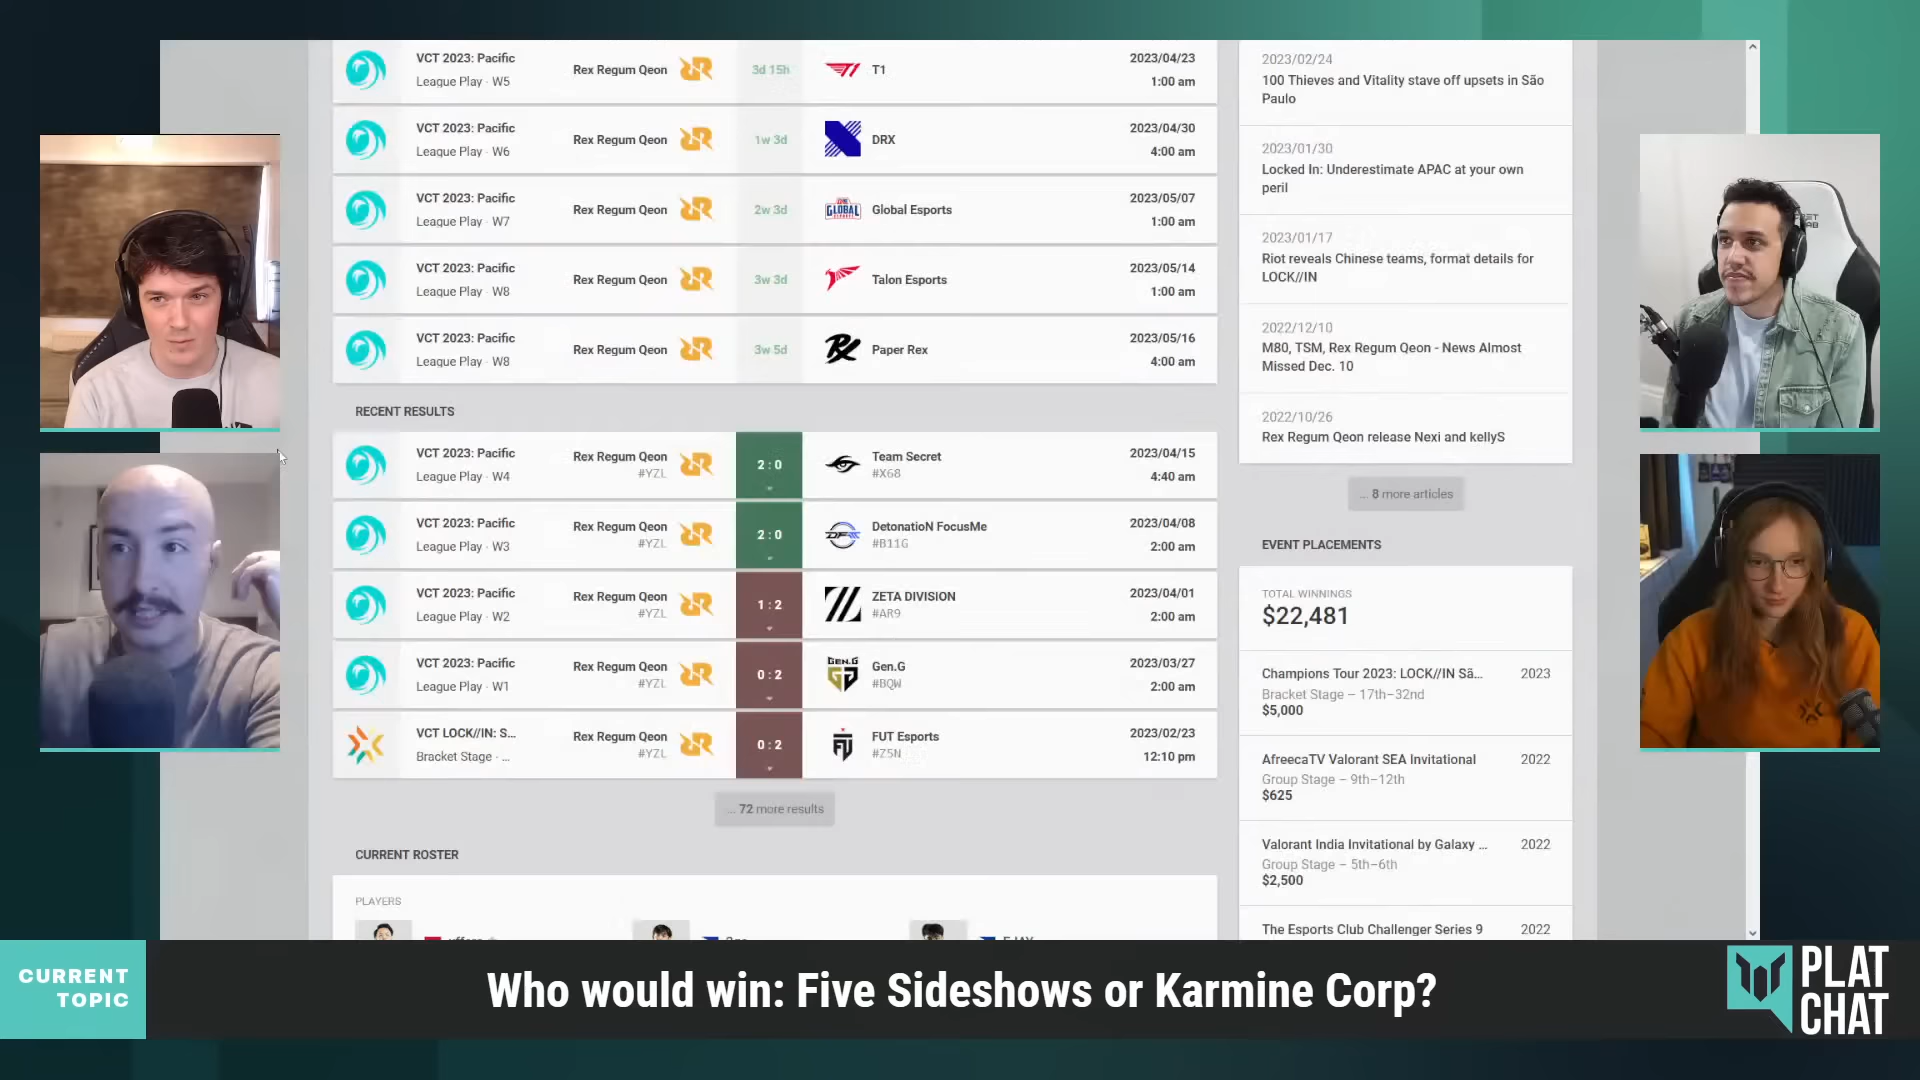 VCT 2023: Pacific
League Play · W5
Rex Regum Qeon
3d 15h
T1
2023/04/23
1:00 am
VCT 2023: Pacific
League Play · W6
Rex Regum Qeon
1w 3d
DRX
2023/04/30
4:00 am
VCT 2023: Pacific
League Play · W7
Rex Regum Qeon
2w 3d
GLOBAL
Global Esports
2023/05/07
1:00 am
VCT 2023: Pacific
League Play · W8
Rex Regum Qeon
3w 3d
Talon Esports
2023/05/14
1:00 am
VCT 2023: Pacific
League Play · W8
Rex Regum Qeon
3w 5d
Paper Rex
2023/05/16
4:00 am
RECENT RESULTS
VCT 2023: Pacific
League Play · W4
Rex Regum Qeon
#YZL
2 : 0
Team Secret
#X68
2023/04/15
4:40 am
VCT 2023: Pacific
League Play · W3
Rex Regum Qeon
#YZL
2 : 0
DetonatioN FocusMe
#B11G
2023/04/08
2:00 am
VCT 2023: Pacific
League Play · W2
Rex Regum Qeon
#YZL
1 : 2
ZETA DIVISION
#AR9
2023/04/01
2:00 am
VCT 2023: Pacific
League Play · W1
Rex Regum Qeon
#YZL
0 : 2
GEN.G
Gen.G
#BQW
2023/03/27
2:00 am
VCT LOCK//IN: S...
Bracket Stage · ...
Rex Regum Qeon
#YZL
0 : 2
FUT Esports
#Z5N
2023/02/23
12:10 pm
... 72 more results
CURRENT ROSTER
PLAYERS
2023/02/24
100 Thieves and Vitality stave off upsets in São
Paulo
2023/01/30
Locked In: Underestimate APAC at your own
peril
2023/01/17
Riot reveals Chinese teams, format details for
LOCK//IN
2022/12/10
M80, TSM, Rex Regum Qeon - News Almost
Missed Dec. 10
2022/10/26
Rex Regum Qeon release Nexi and kellyS
... 8 more articles
EVENT PLACEMENTS
TOTAL WINNINGS
$22,481
Champions Tour 2023: LOCK//IN Sã...
2023
Bracket Stage – 17th–32nd
$5,000
AfreecaTV Valorant SEA Invitational
2022
Group Stage – 9th–12th
$625
Valorant India Invitational by Galaxy ...
2022
Group Stage – 5th–6th
$2,500
The Esports Club Challenger Series 9
2022
CURRENT
TOPIC
Who would win: Five Sideshows or Karmine Corp?
PLAT
CHAT